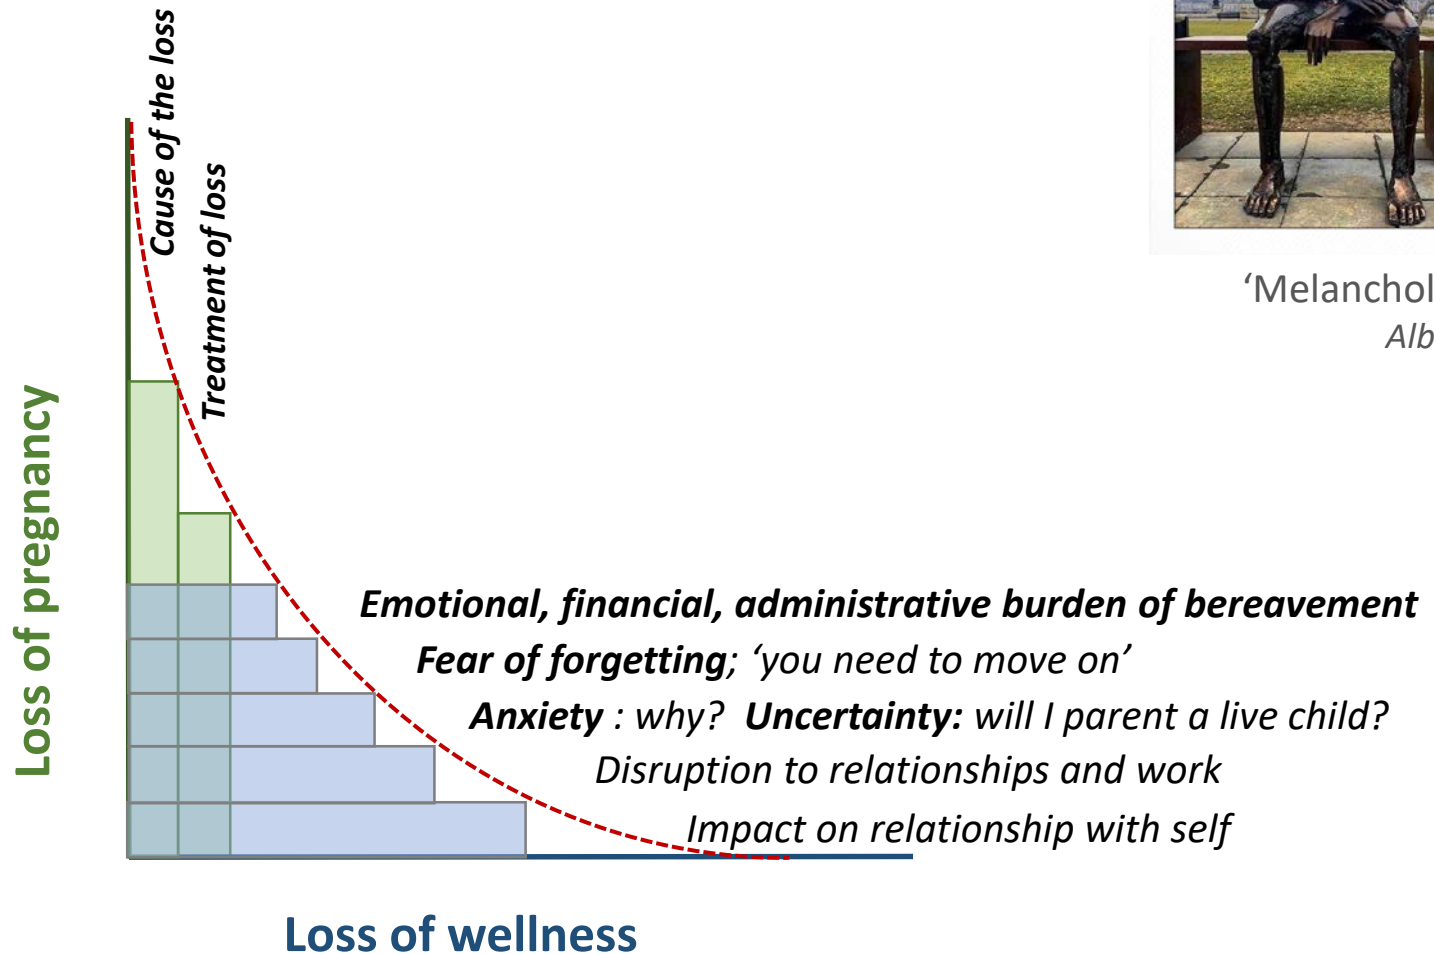 Cause of the loss
Treatment of loss
‘Melanchol
Alb
Loss of pregnancy
Emotional, financial, administrative burden of bereavement
Fear of forgetting; ‘you need to move on’
Anxiety : why? Uncertainty: will I parent a live child?
Disruption to relationships and work
Impact on relationship with self
Loss of wellness